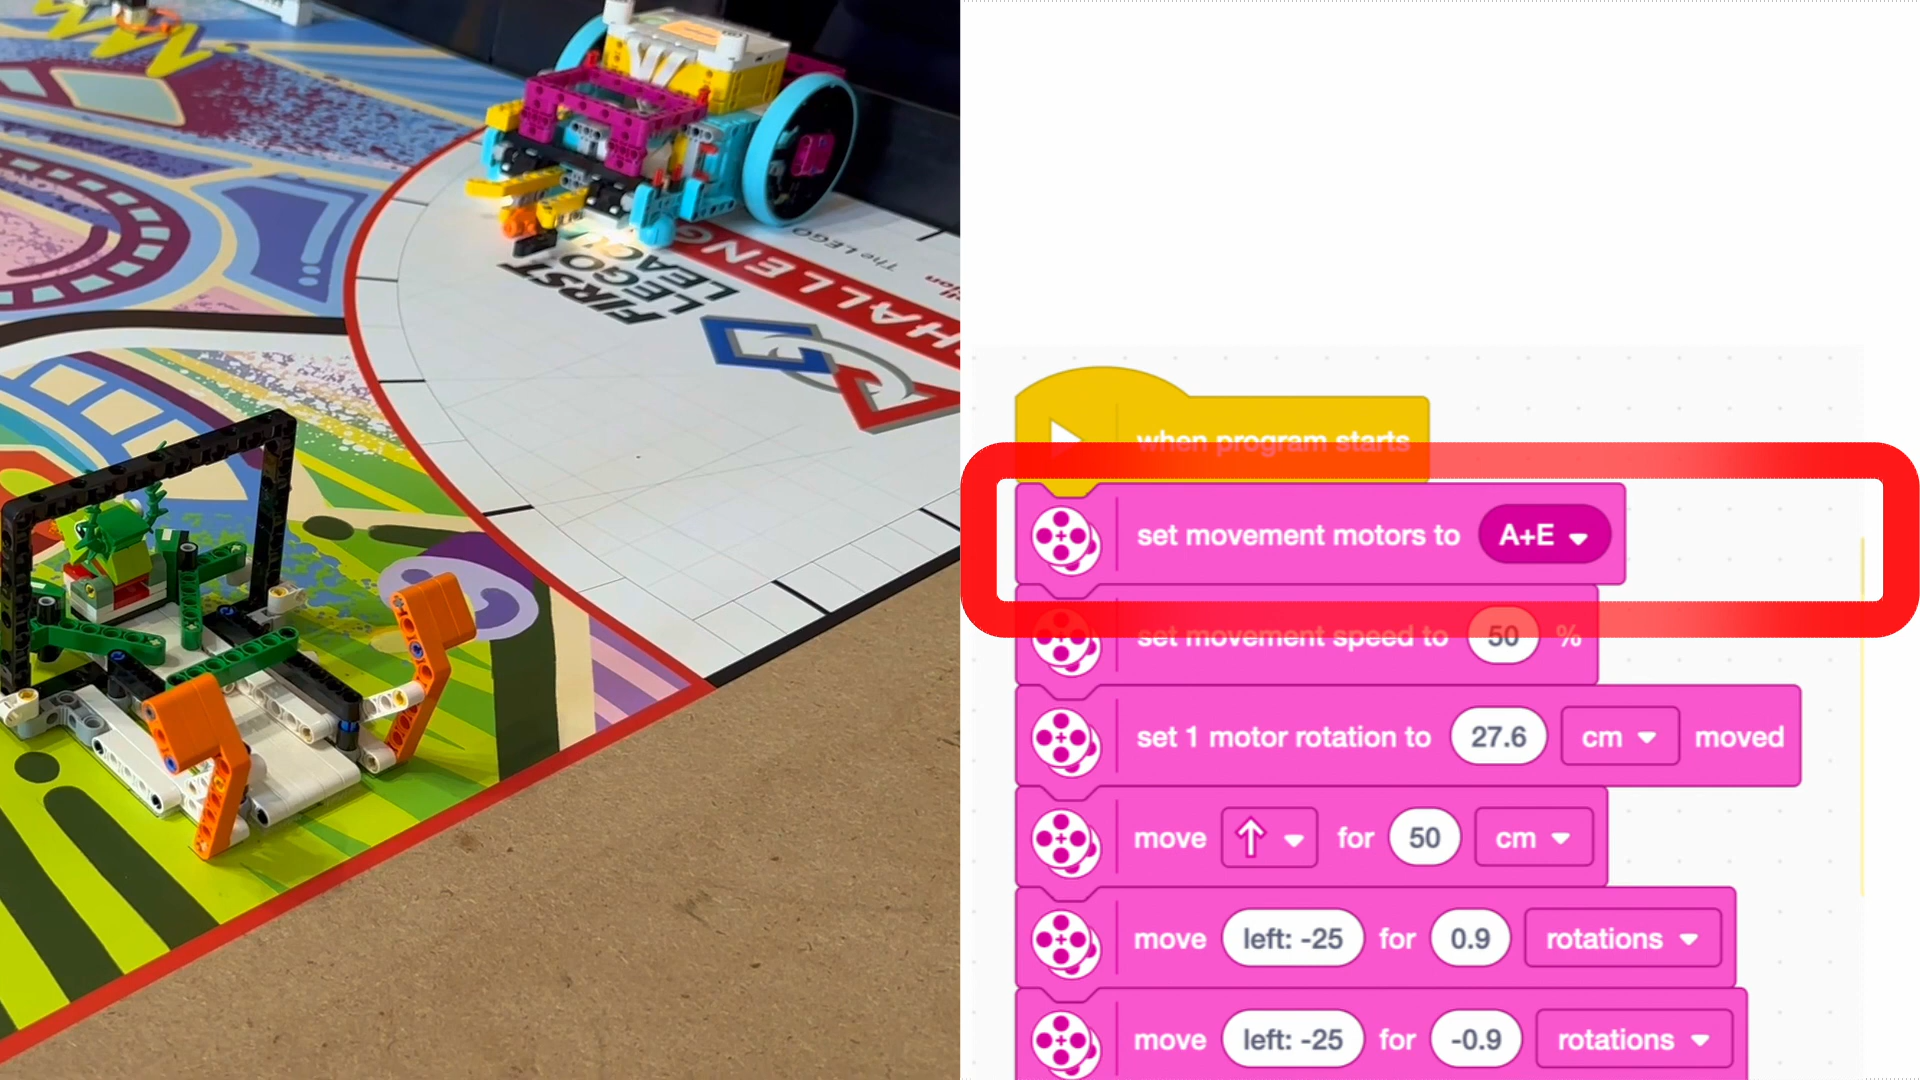 FIRST
LEGO
LEAGU
CHALLENG
The LEGO
when program starts
set movement motors to A+E
set movement speed to 50 %
set 1 motor rotation to 27.6 cm moved
move ↑ for 50 cm
move left: -25 for 0.9 rotations
move left: -25 for -0.9 rotations